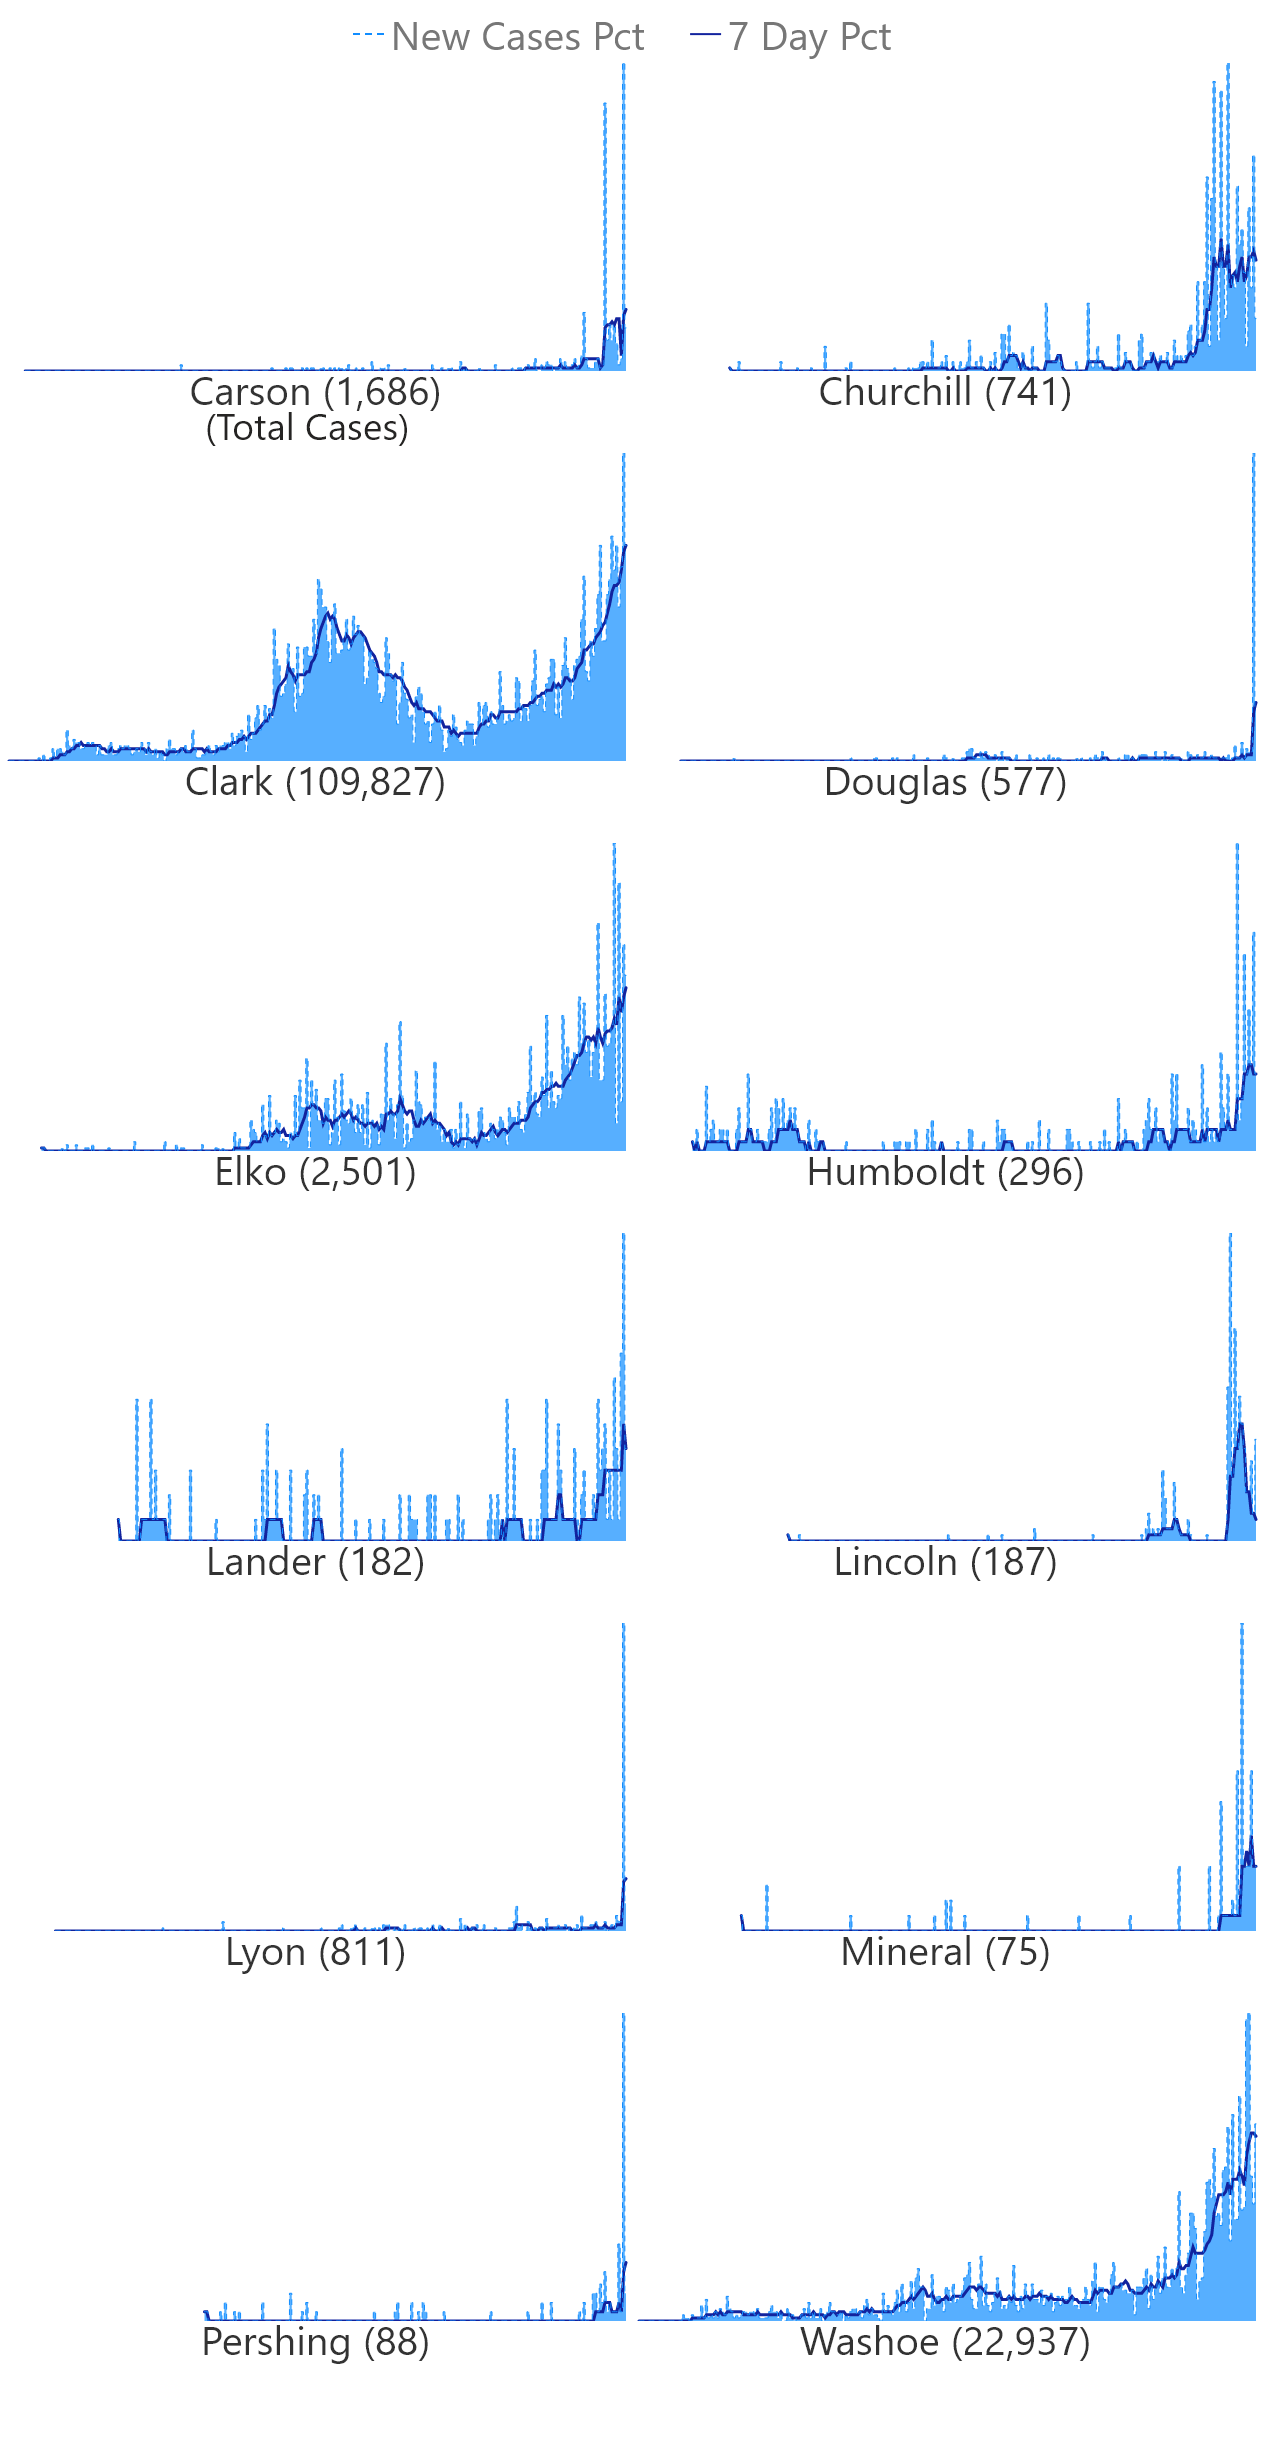 New Cases Pct 7 Day Pct
Carson (1,686) Churchill (741)
(Total Cases)
Clark (109,827) Douglas (577)
Elko (2,501) Humboldt (296)
Lander (182) Lincoln (187)
Lyon (811) Mineral (75)
Pershing (88) Washoe (22,937)